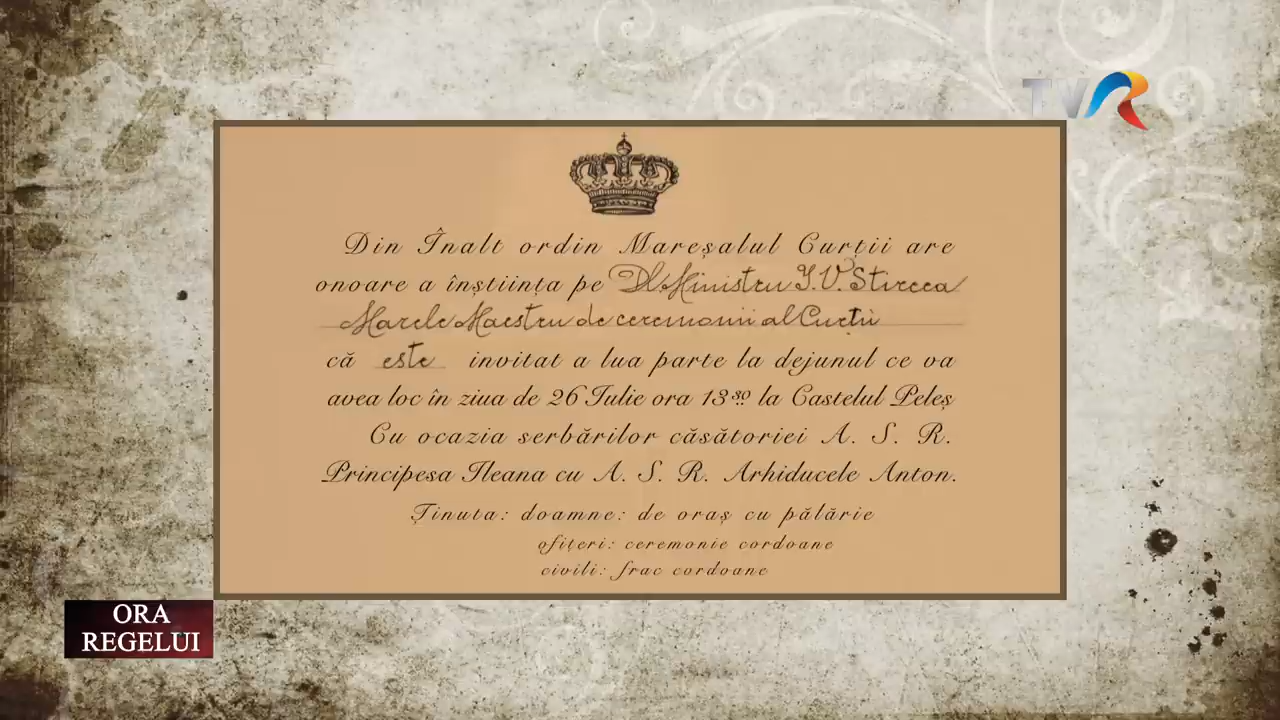 TVR
Din Înalt ordin Mareșalul Curții are
onoare a înștiința pe Dl. Ministru I. V. Stircea
Marele Maestru de ceremonii al Curții
că este invitat a lua parte la dejunul ce va
avea loc în ziua de 26 Iulie ora 13 30 la Castelul Peleș
Cu ocazia serbărilor căsătoriei A. S. R.
Principesa Ileana cu A. S. R. Arhiducele Anton.
Ținuta: doamne: de oraș cu pălărie
ofițeri: ceremonie cordoane
civili: frac cordoane
ORA
REGELUI